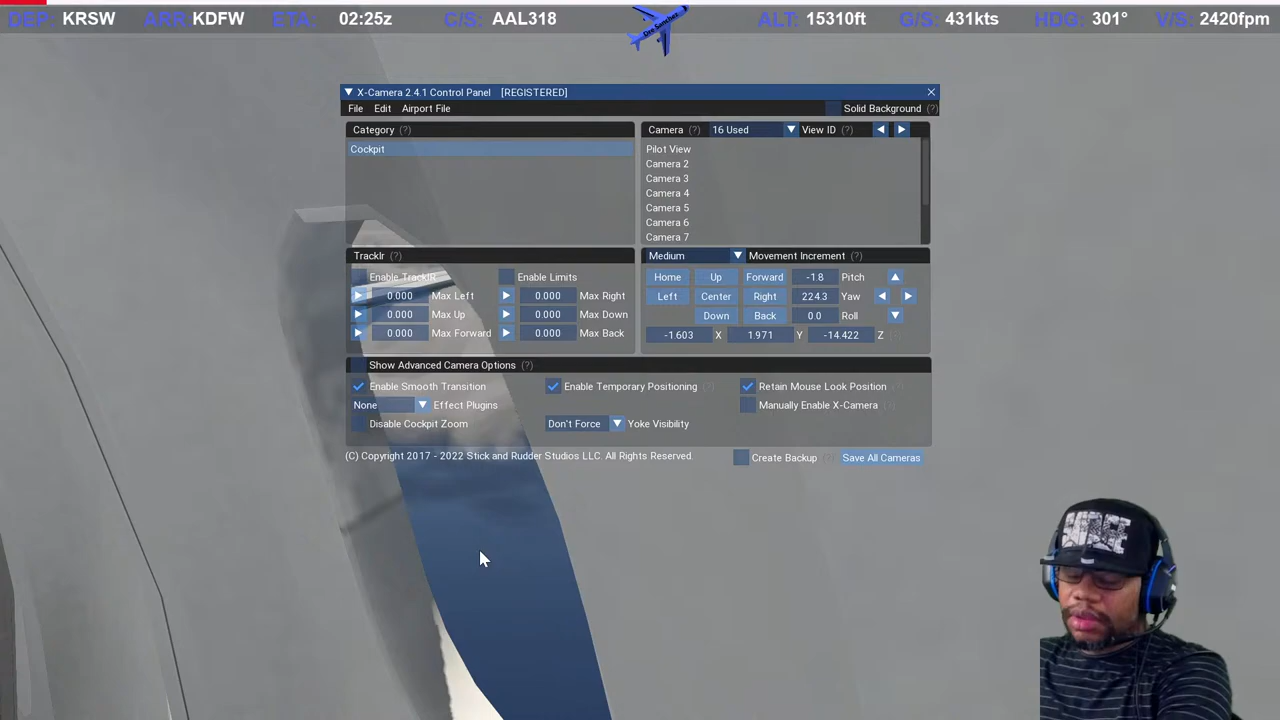 DEP: KRSW ARR:KDFW ETA: 02:25z C/S: AAL318 Dre Sanchez ALT: 15310ft G/S: 431kts HDG: 301° V/S: 2420fpm
X-Camera 2.4.1 Control Panel [REGISTERED]
File Edit Airport File Solid Background (?)
Category (?) Camera (?) 16 Used View ID (?)
Cockpit Pilot View
Camera 2
Camera 3
Camera 4
Camera 5
Camera 6
Camera 7
TrackIr (?) Medium Movement Increment (?)
Enable TrackIR Enable Limits Home Up Forward -1.8 Pitch
0.000 Max Left 0.000 Max Right Left Center Right 224.3 Yaw
0.000 Max Up 0.000 Max Down Down Back 0.0 Roll
0.000 Max Forward 0.000 Max Back -1.603 X 1.971 Y -14.422 Z (?)
Show Advanced Camera Options (?)
Enable Smooth Transition Enable Temporary Positioning (?) Retain Mouse Look Position (?)
None Effect Plugins Manually Enable X-Camera (?)
Disable Cockpit Zoom Don't Force Yoke Visibility
(C) Copyright 2017 - 2022 Stick and Rudder Studios LLC. All Rights Reserved. Create Backup (?) Save All Cameras